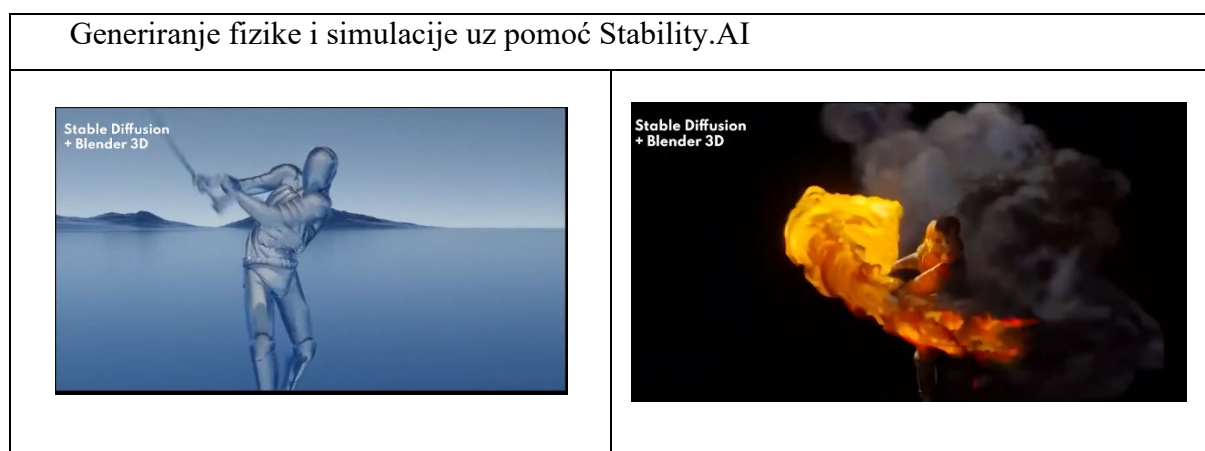 Generiranje fizike i simulacije uz pomoć Stability.AI
Stable Diffusion
+ Blender 3D
Stable Diffusion
+ Blender 3D